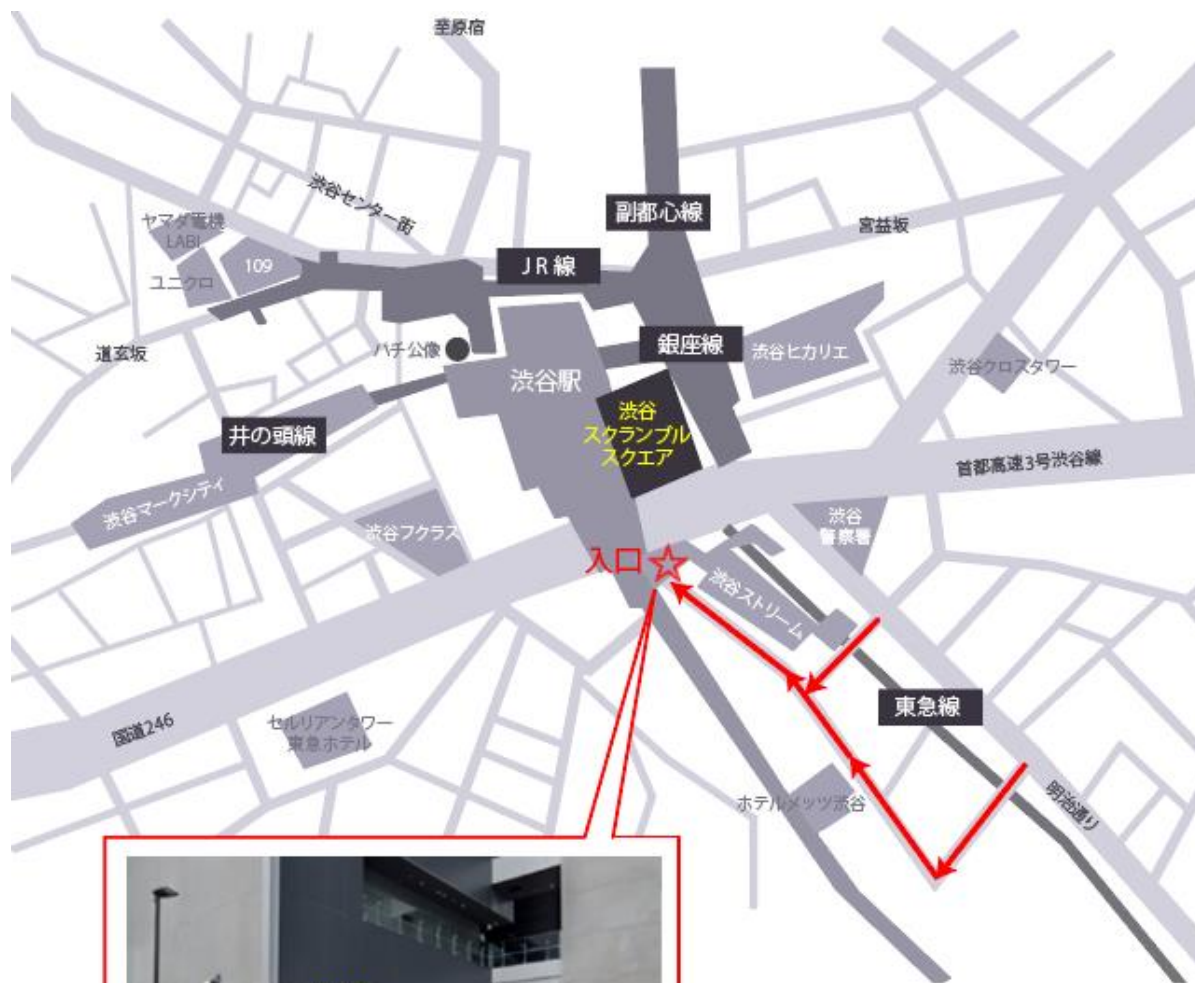 至原宿
渋谷センター街
ヤマダ電機
LABI
109
ユニクロ
副都心線
宮益坂
JR線
道玄坂
ハチ公像
渋谷駅
銀座線
渋谷ヒカリエ
渋谷クロスタワー
渋谷
スクランブル
スクエア
井の頭線
首都高速3号渋谷線
渋谷マークシティ
渋谷フクラス
渋谷
警察署
入口
渋谷ストリーム
東急線
国道246
セルリアンタワー
東急ホテル
ホテルメッツ渋谷
明治通り